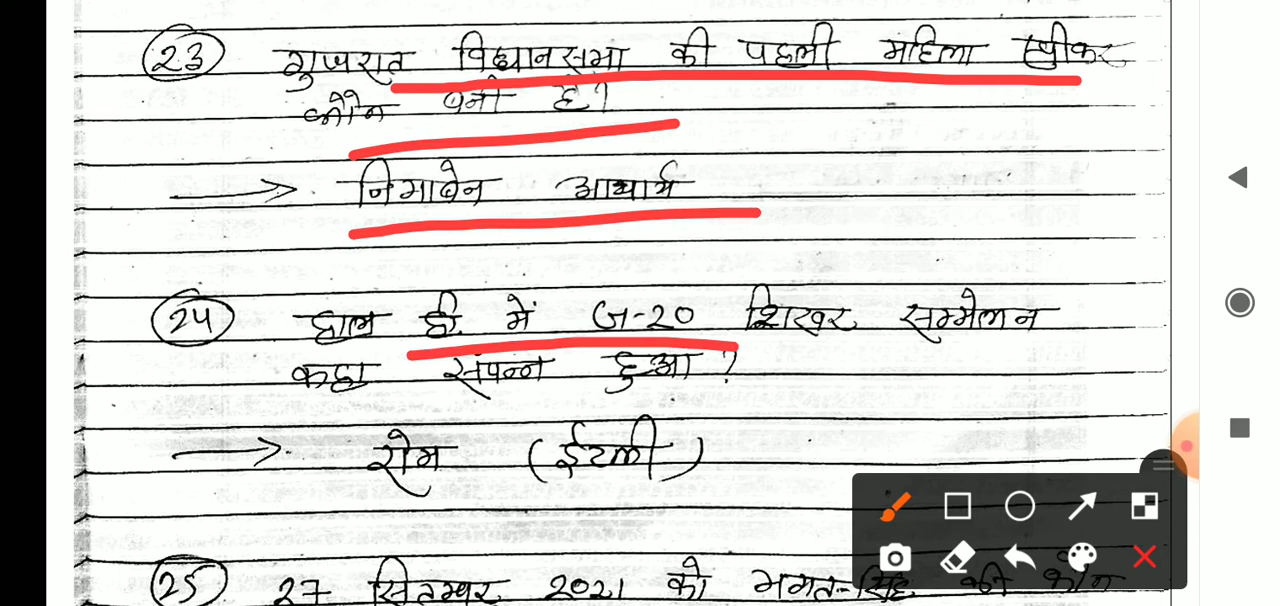 23 गुजरात विधानसभा की पहली महिला स्पीकर
कौन बनी है?
→ निमाबेन आचार्य
24 हाल ही में G-20 शिखर सम्मेलन
कहा संपन्न हुआ?
→ रोम (ईटली)
25 27 सितम्बर 2021 को भगत-सिंह की कौन